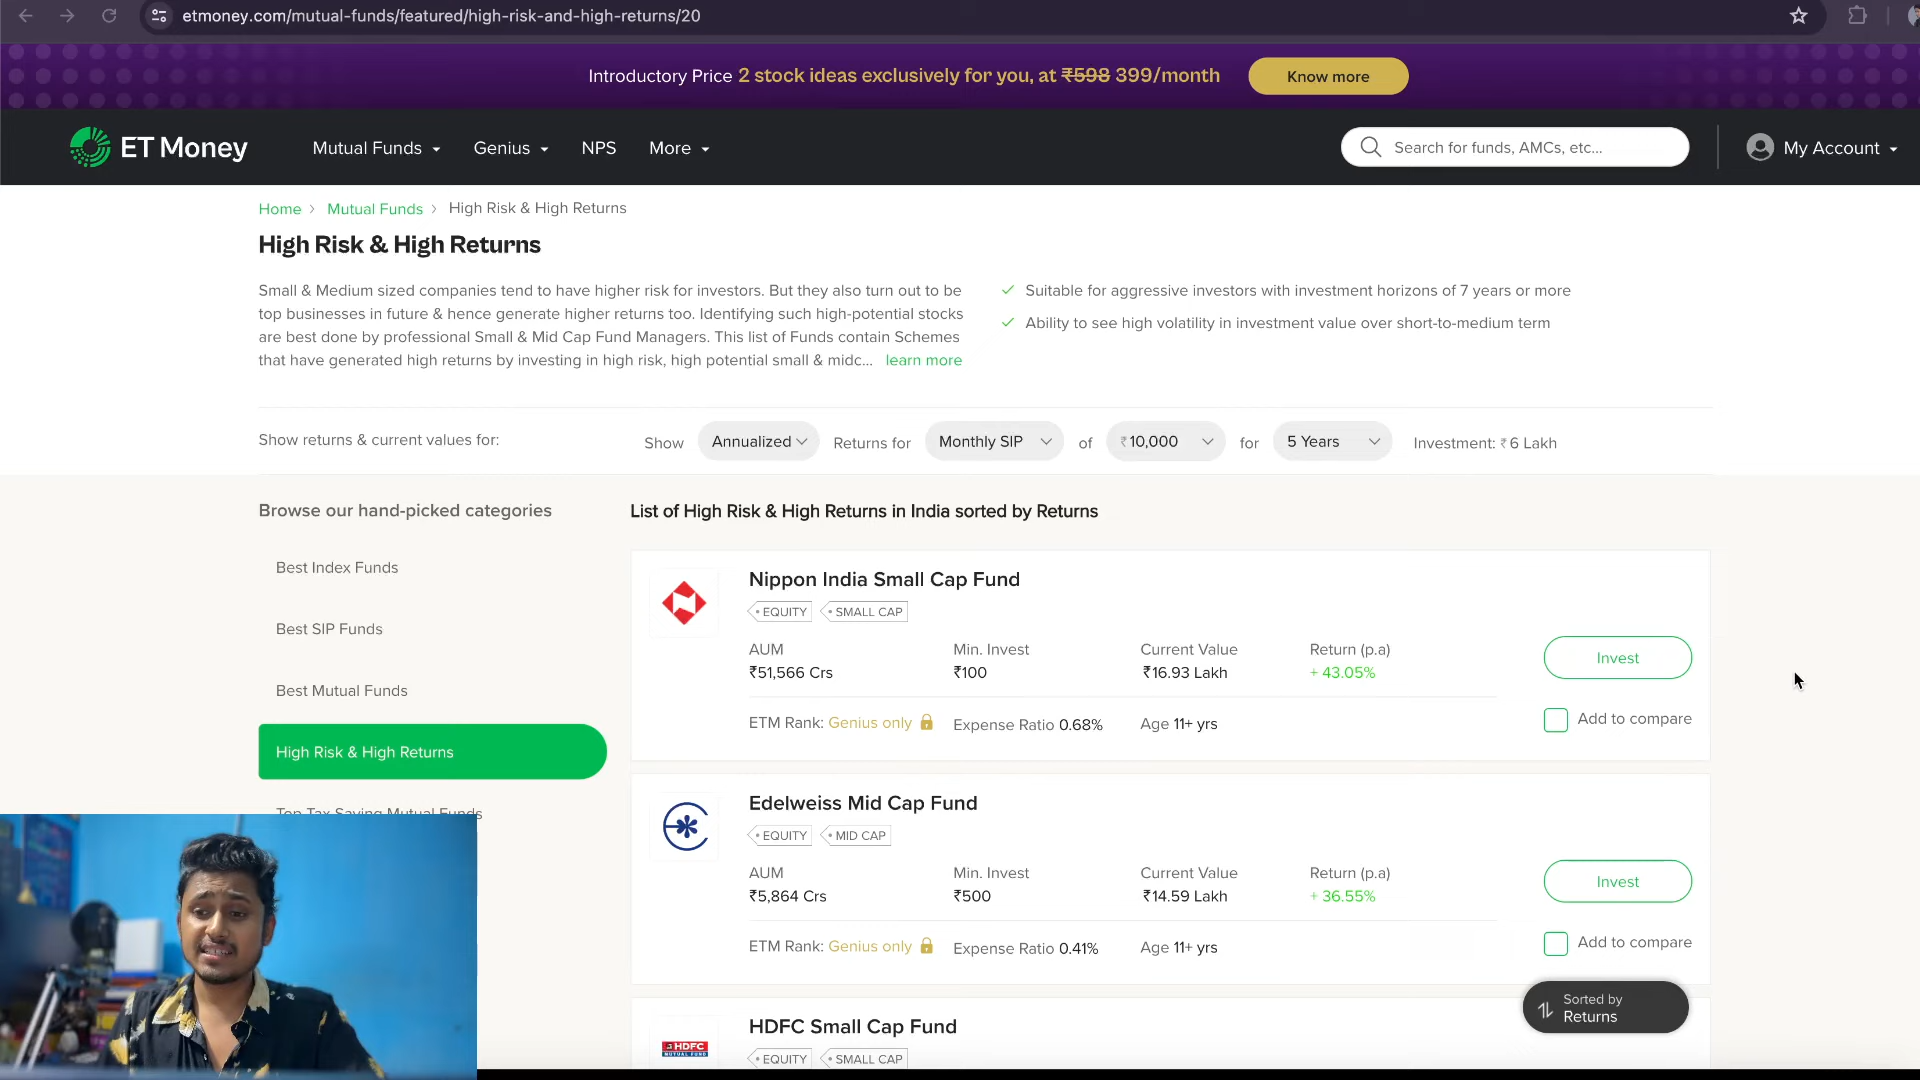 etmoney.com/mutual-funds/featured/high-risk-and-high-returns/20
Introductory Price 2 stock ideas exclusively for you, at ₹598 399/month
Know more
ET Money
Mutual Funds
Genius
NPS
More
Search for funds, AMCs, etc...
My Account
Home > Mutual Funds > High Risk & High Returns
High Risk & High Returns
Small & Medium sized companies tend to have higher risk for investors. But they also turn out to be
top businesses in future & hence generate higher returns too. Identifying such high-potential stocks
are best done by professional Small & Mid Cap Fund Managers. This list of Funds contain Schemes
that have generated high returns by investing in high risk, high potential small & midc... learn more
Suitable for aggressive investors with investment horizons of 7 years or more
Ability to see high volatility in investment value over short-to-medium term
Show returns & current values for:
Show Annualized Returns for Monthly SIP of ₹10,000 for 5 Years Investment: ₹6 Lakh
Browse our hand-picked categories
Best Index Funds
Best SIP Funds
Best Mutual Funds
High Risk & High Returns
Top Tax Saving Mutual Funds
List of High Risk & High Returns in India sorted by Returns
Nippon India Small Cap Fund
EQUITY SMALL CAP
AUM Min. Invest Current Value Return (p.a)
₹51,566 Crs ₹100 ₹16.93 Lakh + 43.05%
Invest
ETM Rank: Genius only Expense Ratio 0.68% Age 11+ yrs
Add to compare
Edelweiss Mid Cap Fund
EQUITY MID CAP
AUM Min. Invest Current Value Return (p.a)
₹5,864 Crs ₹500 ₹14.59 Lakh + 36.55%
Invest
ETM Rank: Genius only Expense Ratio 0.41% Age 11+ yrs
Add to compare
HDFC Small Cap Fund
HDFC
MUTUAL FUND
EQUITY SMALL CAP
Sorted by
Returns